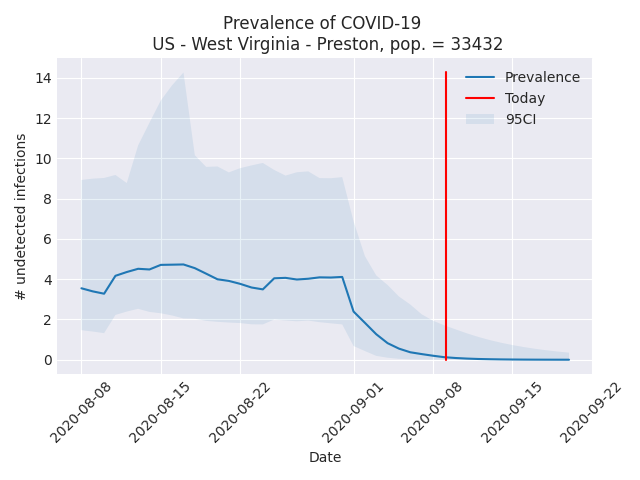 Prevalence of COVID-19
US - West Virginia - Preston, pop. = 33432
# undetected infections
14
12
10
8
6
4
2
0
Prevalence
Today
95CI
2020-08-08
2020-08-15
2020-08-22
2020-09-01
2020-09-08
2020-09-15
2020-09-22
Date